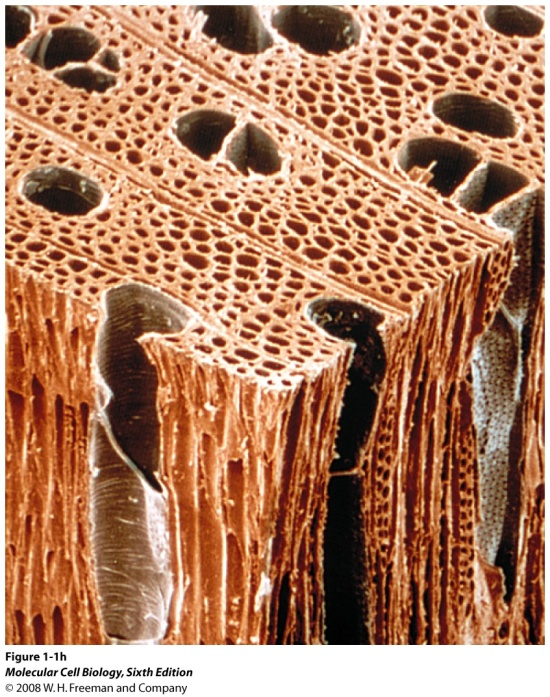 Figure 1-1h
Molecular Cell Biology, Sixth Edition
© 2008 W. H. Freeman and Company